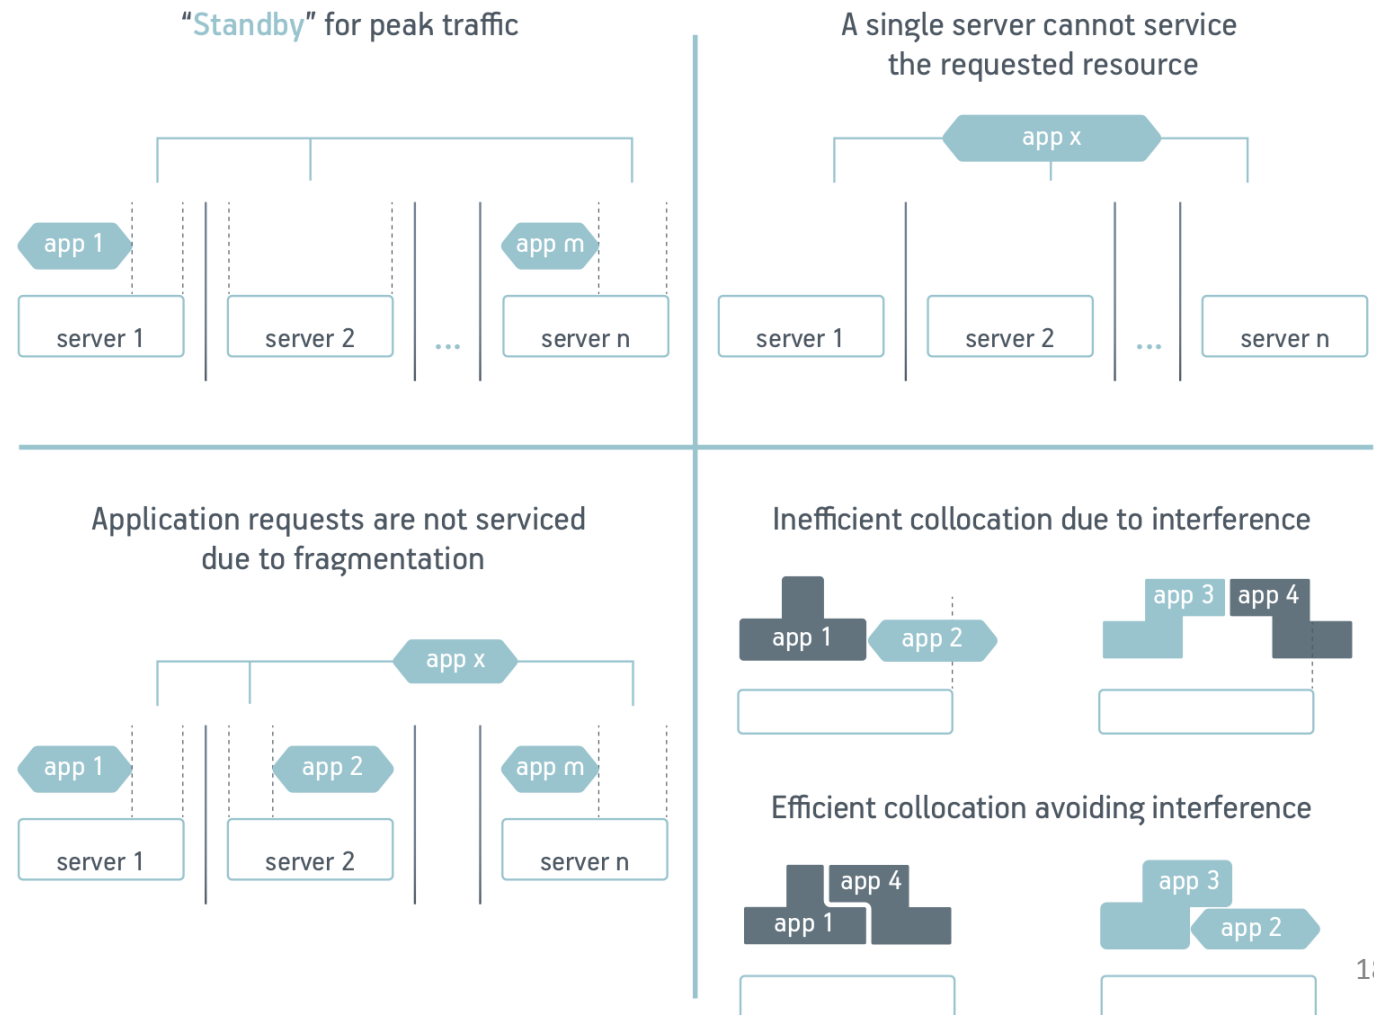 “Standby” for peak traffic
app 1
app m
server 1
server 2
...
server n
A single server cannot service
the requested resource
app x
server 1
server 2
...
server n
Application requests are not serviced
due to fragmentation
app x
app 1
app 2
app m
server 1
server 2
server n
Inefficient collocation due to interference
app 1
app 2
app 3
app 4
Efficient collocation avoiding interference
app 4
app 1
app 3
app 2